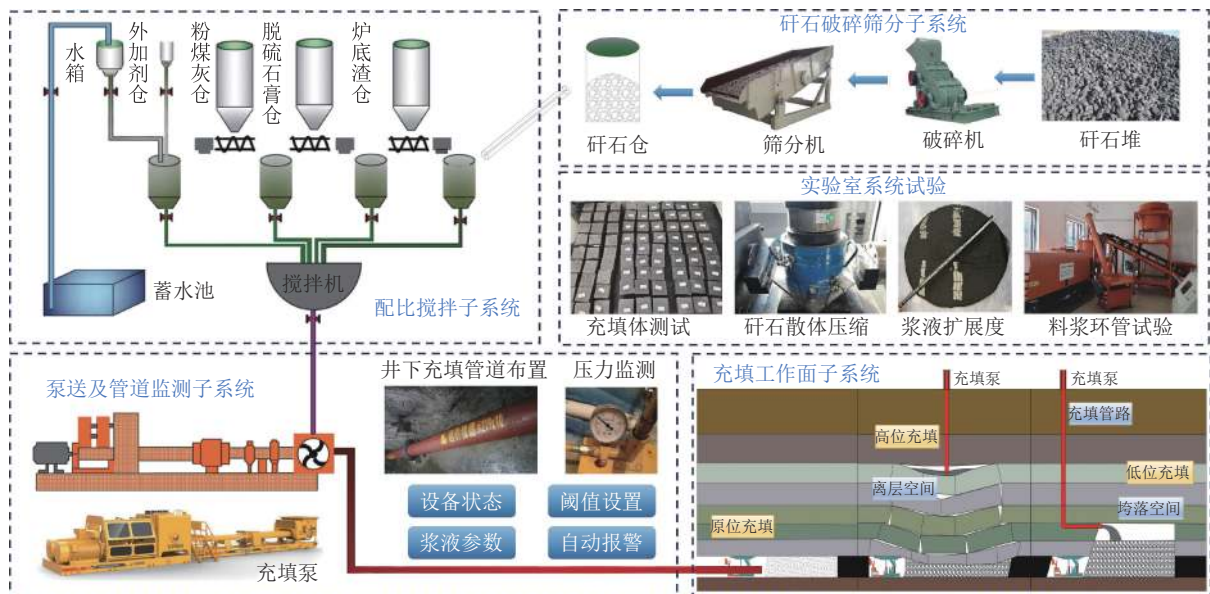 水箱
外加剂仓
粉煤灰仓
脱硫石膏仓
炉底渣仓
蓄水池
搅拌机
配比搅拌子系统
矸石破碎筛分子系统
矸石仓
筛分机
破碎机
矸石堆
实验室系统试验
充填体测试
矸石散体压缩
浆液扩展度
料浆环管试验
泵送及管道监测子系统
井下充填管道布置
压力监测
设备状态
阈值设置
浆液参数
自动报警
充填泵
充填工作面子系统
充填泵
充填泵
充填管路
高位充填
低位充填
离层空间
垮落空间
原位充填